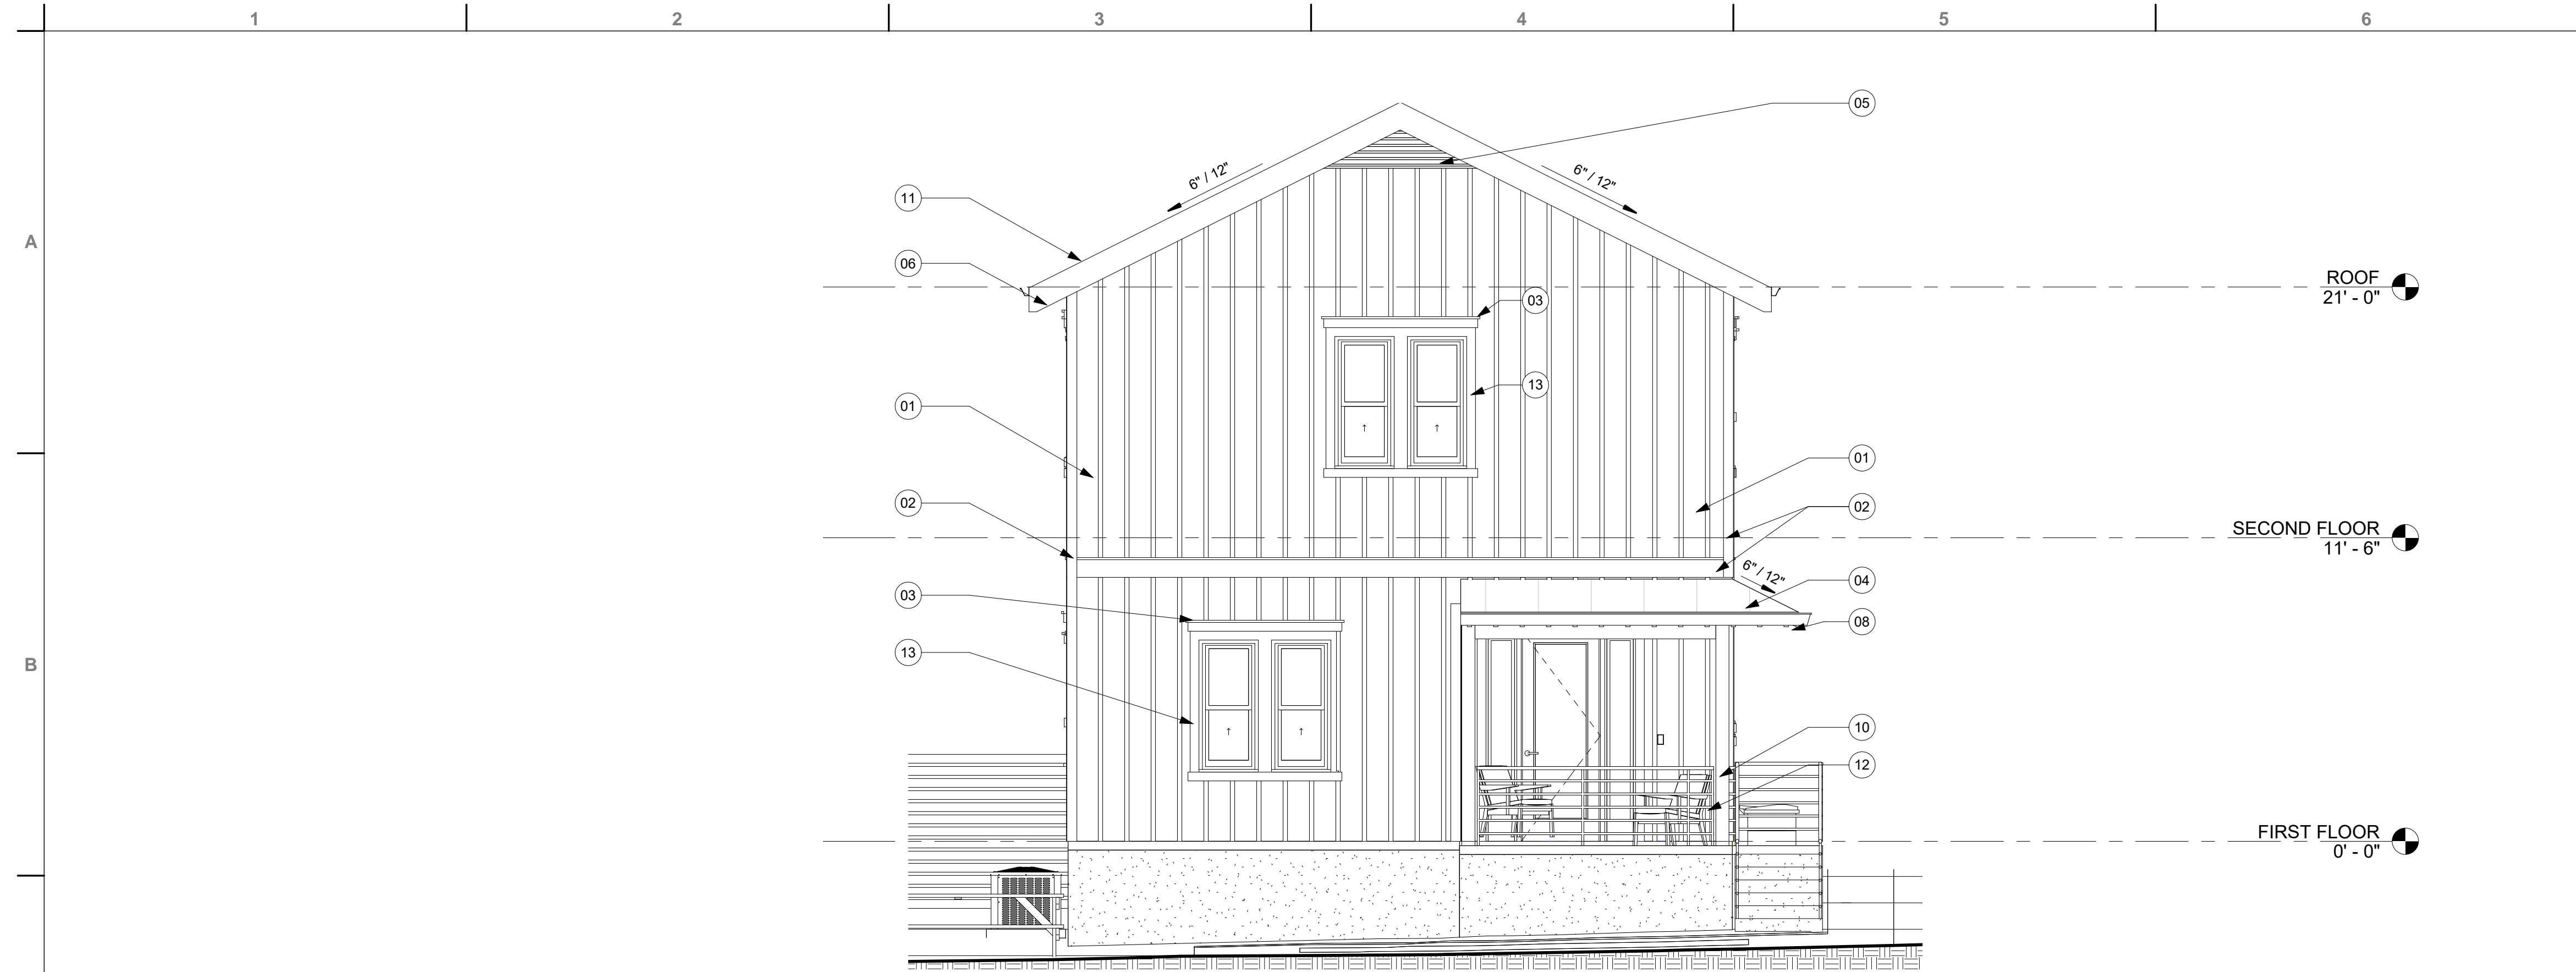 1 2 3 4 5 6
05
6" / 12" 6" / 12"
11
A
06
ROOF
21' - 0"
03
13
01
01
02
02
SECOND FLOOR
11' - 6"
6" / 12"
04
03
08
13
B
10
12
FIRST FLOOR
0' - 0"